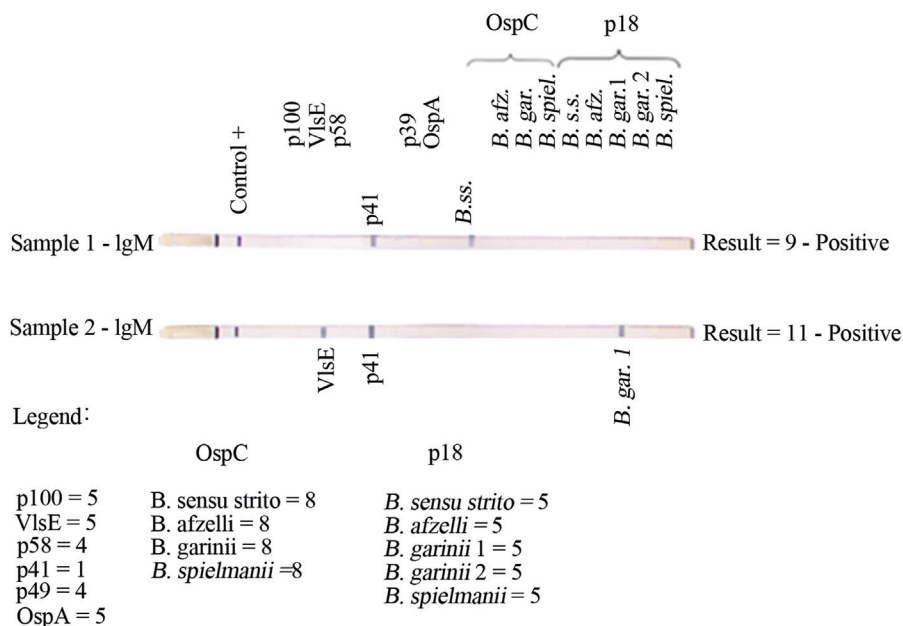 OspC
p18
Control +
p100
VlsE
p58
p41
p39
OspA
B.ss.
B. afz.
B. gar.
B. spiel.
B. s.s.
B. afz.
B. gar.1
B. gar. 2
B. spiel.
Sample 1 - lgM
Result = 9 - Positive
Sample 2 - lgM
Result = 11 - Positive
VlsE
p41
B. gar. 1
Legend:
OspC
p18
p100 = 5
VlsE = 5
p58 = 4
p41 = 1
p49 = 4
OspA = 5
B. sensu strito = 8
B. afzelli = 8
B. garinii = 8
B. spielmanii =8
B. sensu strito = 5
B. afzelli = 5
B. garinii 1 = 5
B. garinii 2 = 5
B. spielmanii = 5